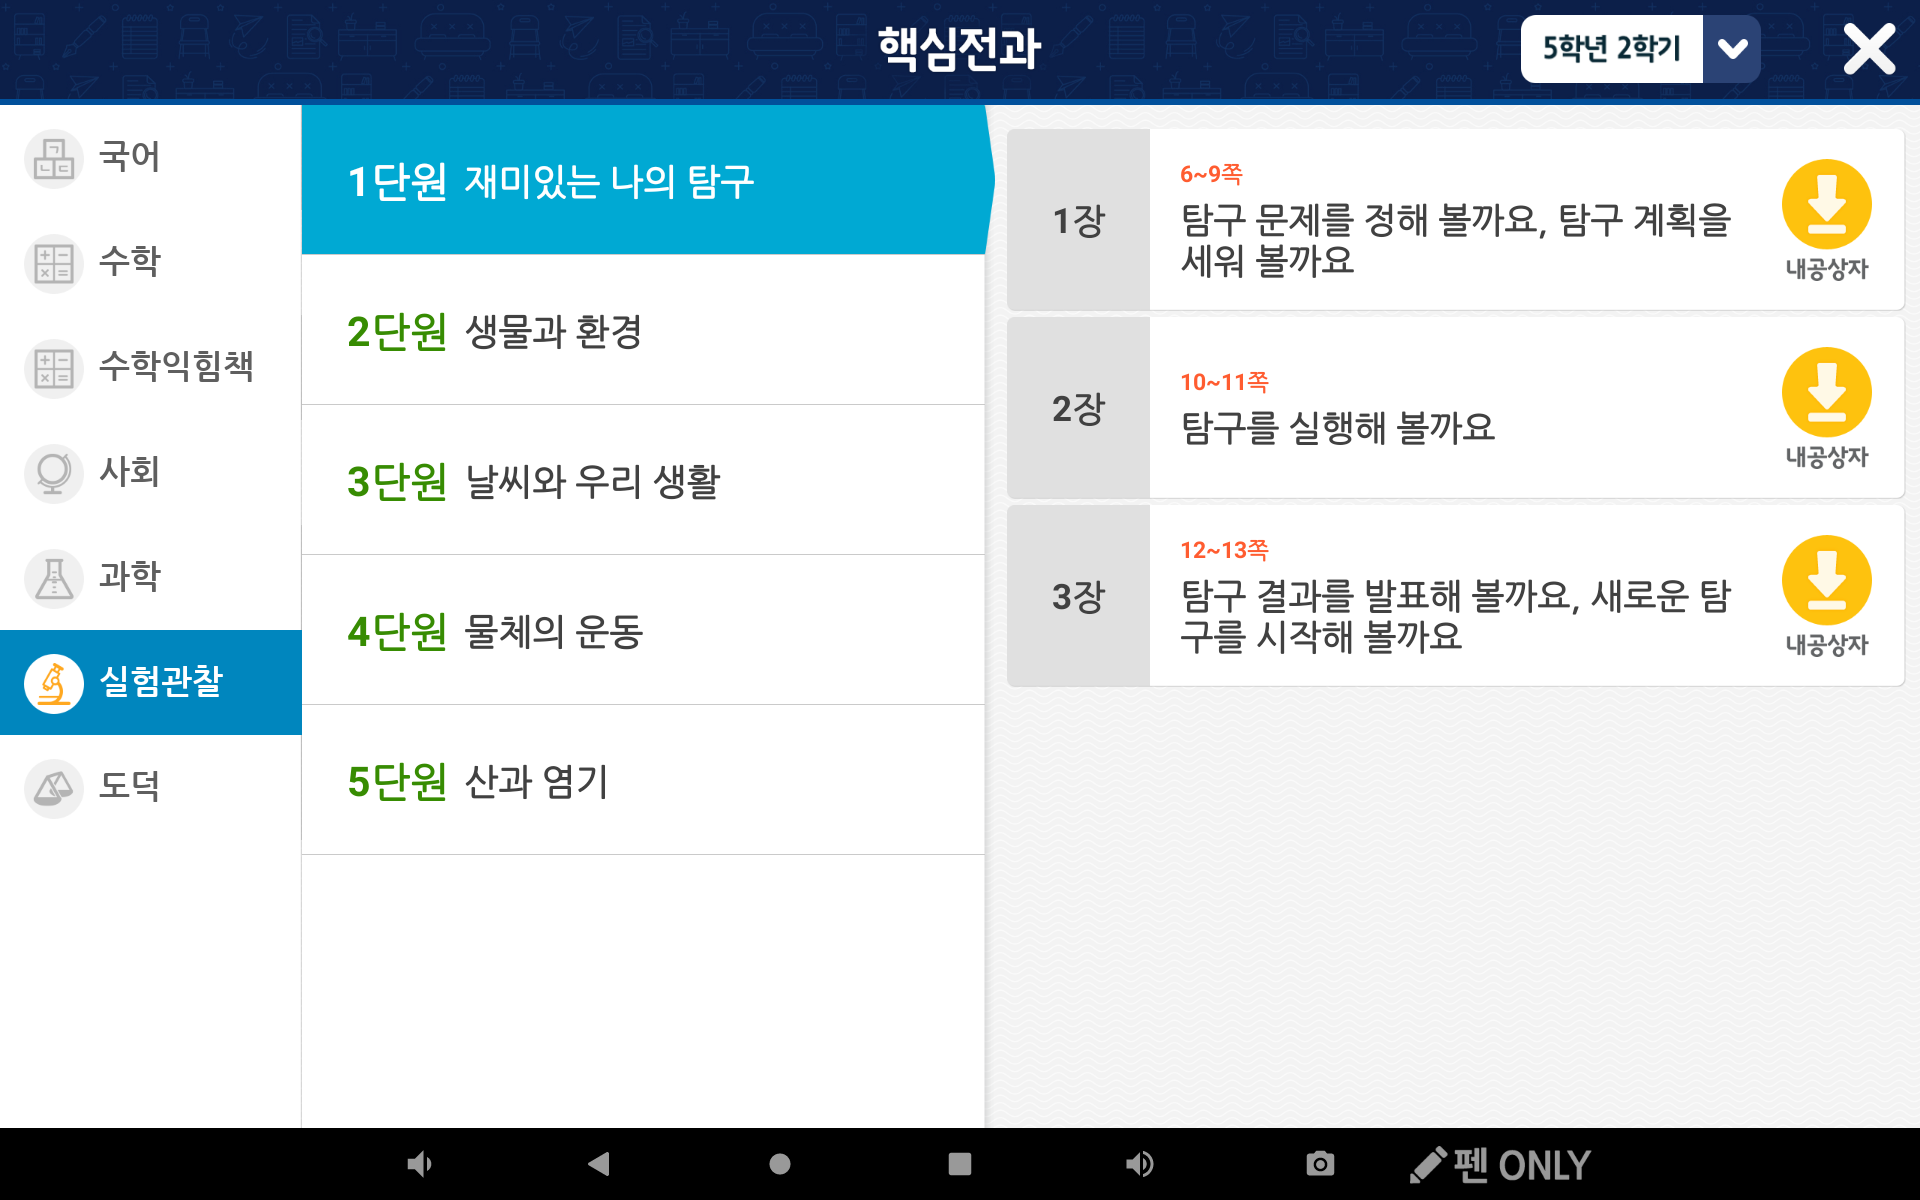 핵심전과
5학년 2학기
국어
수학
수학익힘책
사회
과학
실험관찰
도덕
1단원 재미있는 나의 탐구
2단원 생물과 환경
3단원 날씨와 우리 생활
4단원 물체의 운동
5단원 산과 염기
1장
6~9쪽
탐구 문제를 정해 볼까요, 탐구 계획을
세워 볼까요
내공상자
2장
10~11쪽
탐구를 실행해 볼까요
내공상자
3장
12~13쪽
탐구 결과를 발표해 볼까요, 새로운 탐
구를 시작해 볼까요
내공상자
펜 ONLY